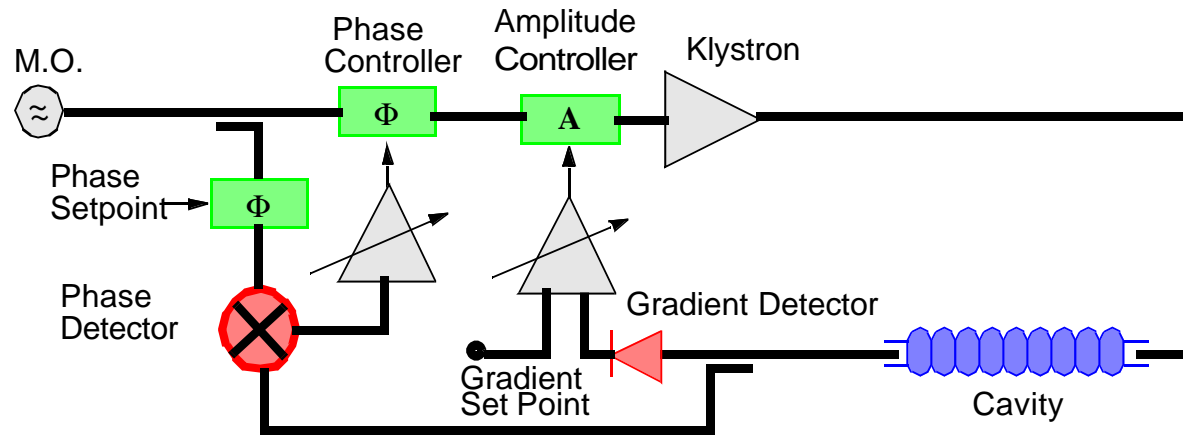 M.O.
Phase
Controller
Amplitude
Controller
Klystron
≈
Φ
A
Phase
Setpoint
Φ
Phase
Detector
Gradient Detector
Gradient
Set Point
Cavity